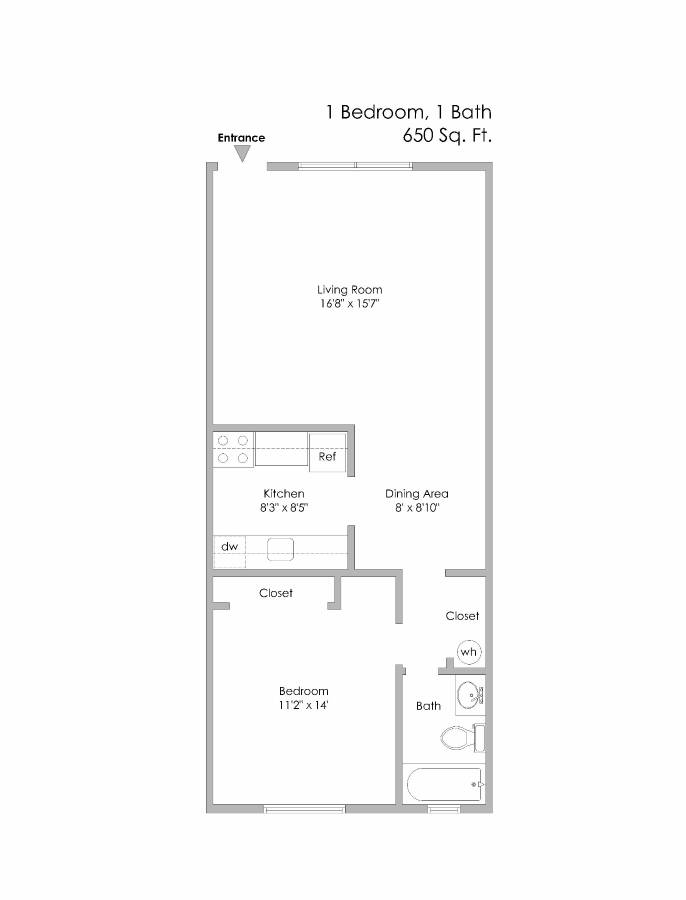 1 Bedroom, 1 Bath
650 Sq. Ft.
Entrance
Living Room
16'8" x 15'7"
Ref
Kitchen
8'3" x 8'5"
Dining Area
8' x 8'10"
dw
Closet
Closet
wh
Bedroom
11'2" x 14'
Bath